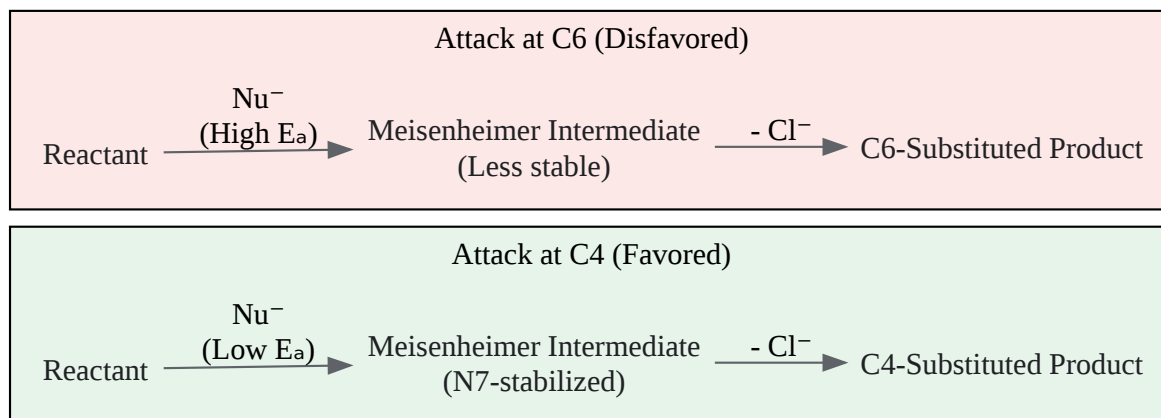 Attack at C6 (Disfavored)
Nu⁻
(High Eₐ)
Reactant
Meisenheimer Intermediate
(Less stable)
- Cl⁻
C6-Substituted Product
Attack at C4 (Favored)
Nu⁻
(Low Eₐ)
Reactant
Meisenheimer Intermediate
(N7-stabilized)
- Cl⁻
C4-Substituted Product